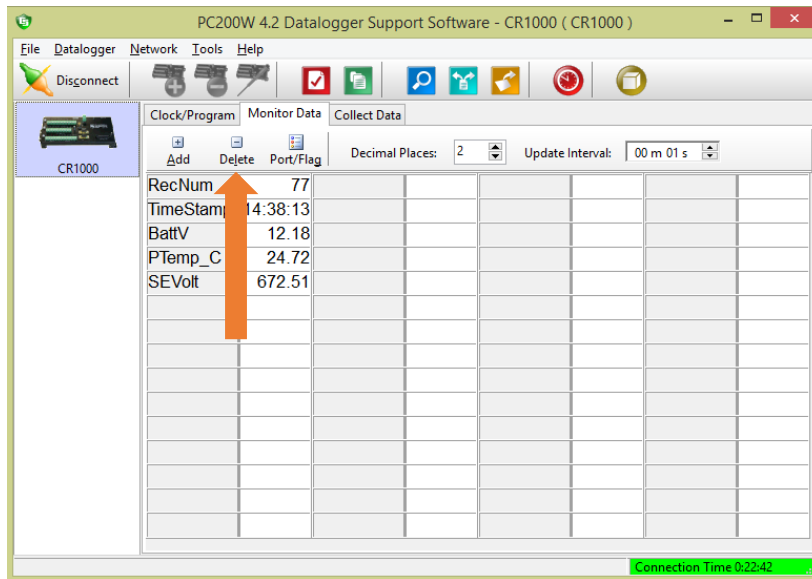 PC200W 4.2 Datalogger Support Software - CR1000 ( CR1000 )
File Datalogger Network Tools Help
Disconnect
Clock/Program Monitor Data Collect Data
Add Delete Port/Flag Decimal Places: 2 Update Interval: 00 m 01 s
CR1000
RecNum 77
TimeStamp 14:38:13
BattV 12.18
PTemp_C 24.72
SEVolt 672.51
Connection Time 0:22:42